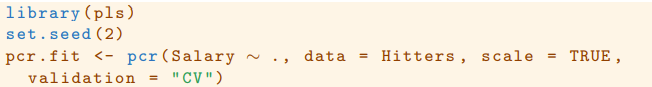 library(pls)
set.seed(2)
pcr.fit <- pcr(Salary ∼ ., data = Hitters, scale = TRUE,
  validation = "CV")